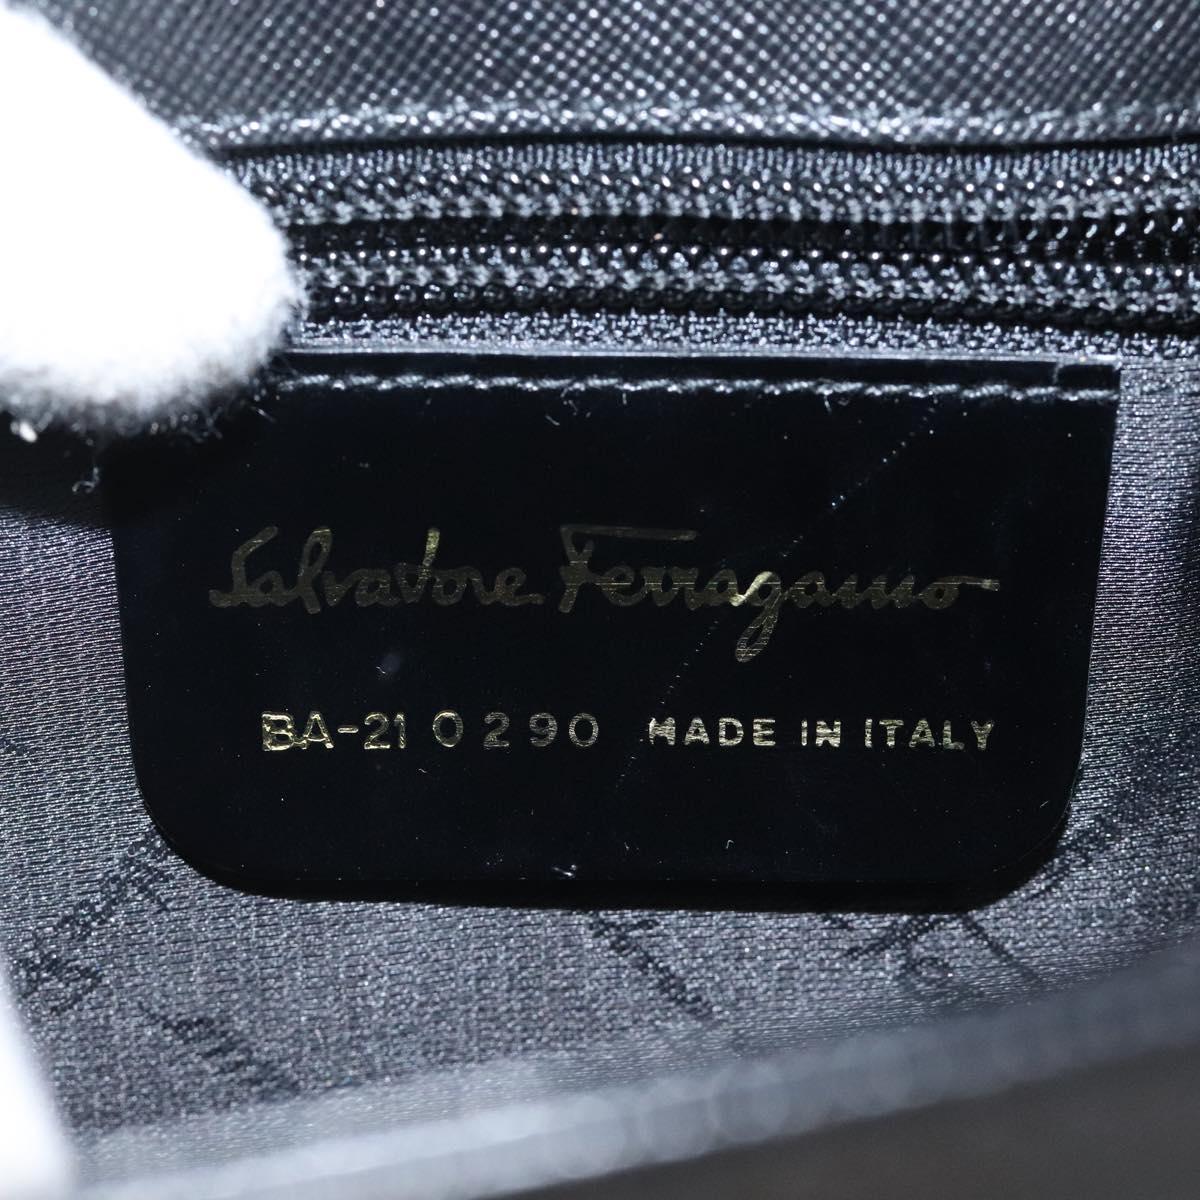 Salvatore Ferragamo
BA-21 0290 MADE IN ITALY